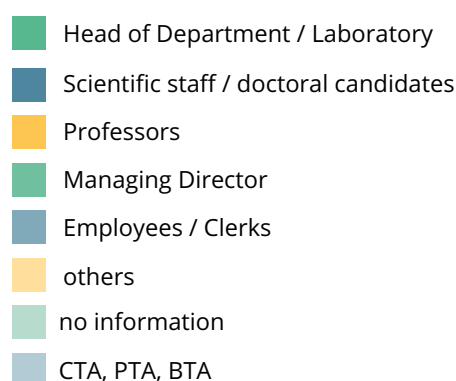 Head of Department / Laboratory
Scientific staff / doctoral candidates
Professors
Managing Director
Employees / Clerks
others
no information
CTA, PTA, BTA